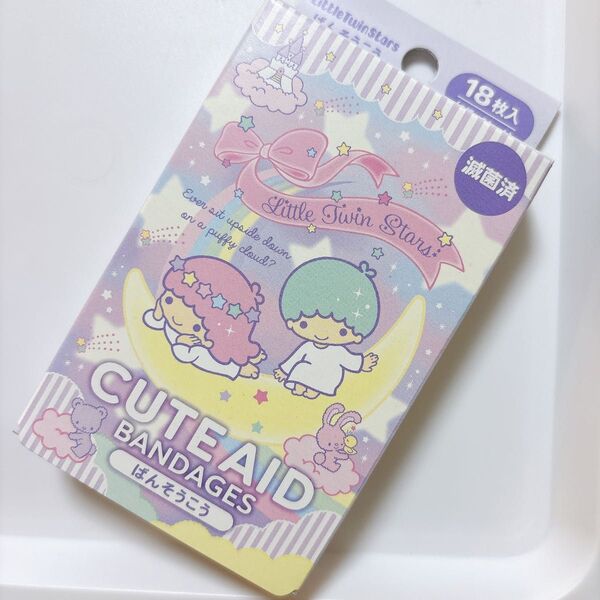 LittleTwinStars
ばんそうこう
18枚入
滅菌済
Little Twin Stars
Ever sit upside down
on a puffy cloud?
CUTE AID
BANDAGES
ばんそうこう